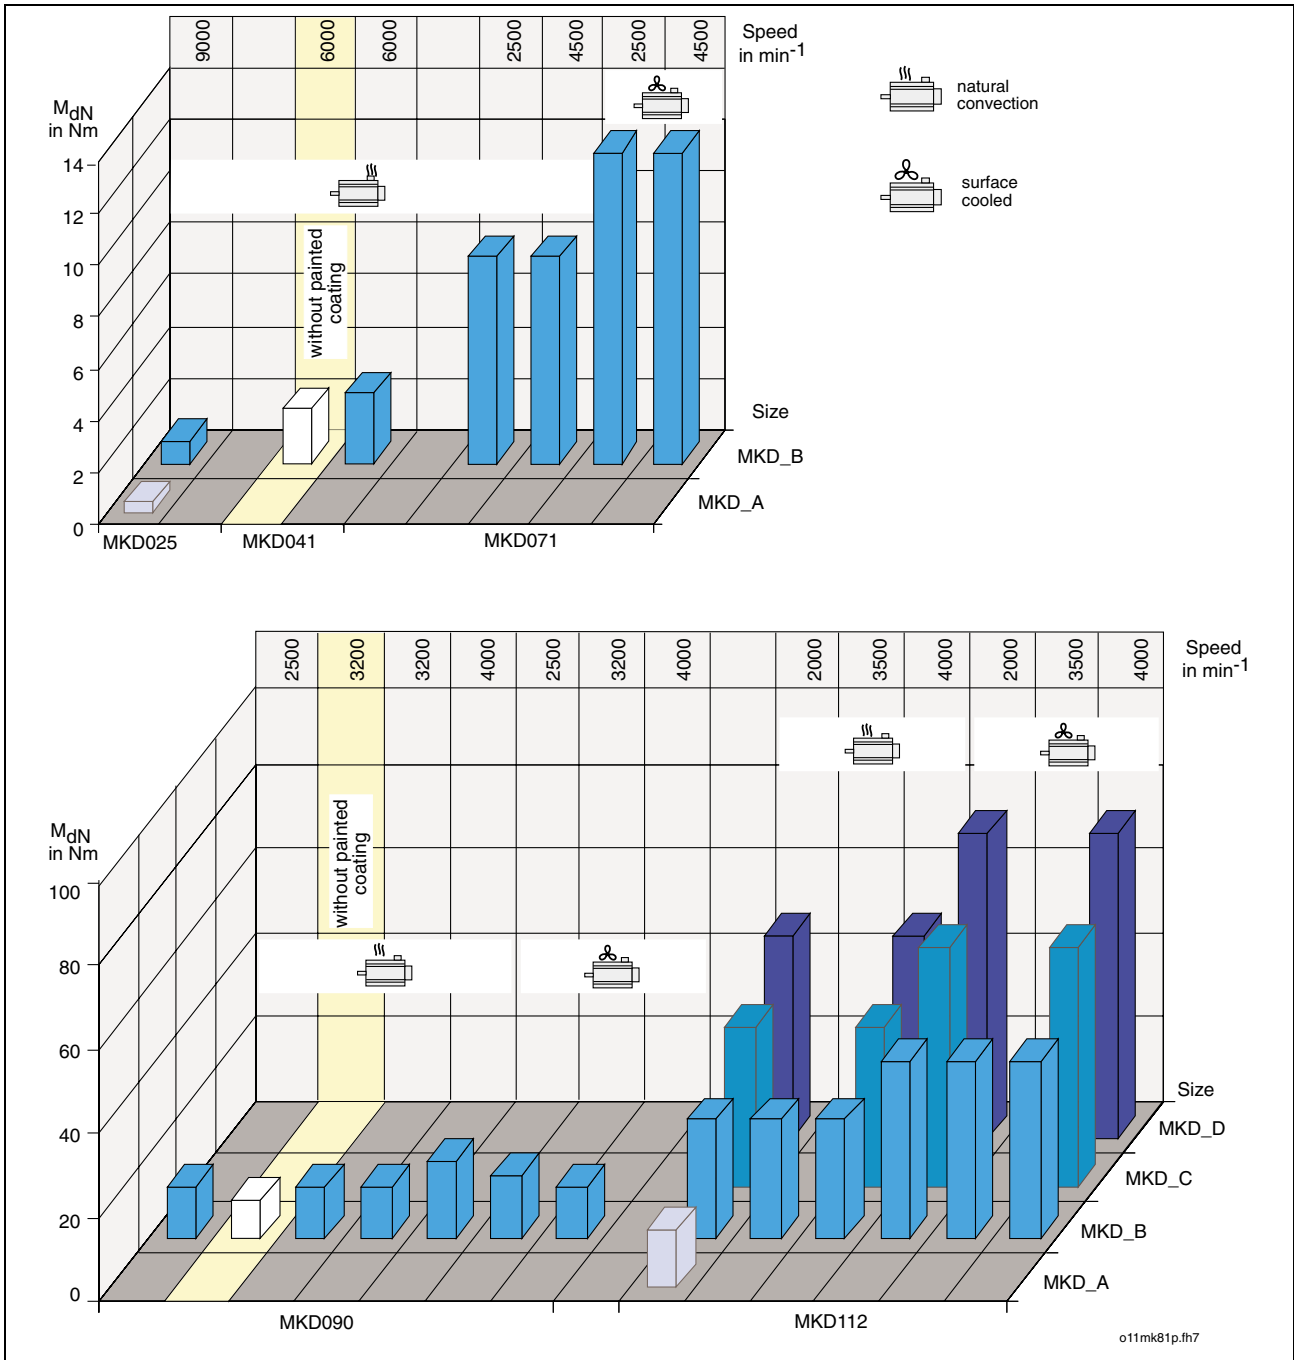 9000 6000 6000 2500 4500 2500 4500
Speed
in min-1
natural
convection
surface
cooled
MdN
in Nm
14
12
10
8
6
4
2
0
without painted
coating
Size
MKD_B
MKD_A
MKD025 MKD041 MKD071
2500 3200 3200 4000 2500 3200 4000 2000 3500 4000 2000 3500 4000
Speed
in min-1
MdN
in Nm
100
80
60
40
20
0
without painted
coating
Size
MKD_D
MKD_C
MKD_B
MKD_A
MKD090 MKD112
o11mk81p.fh7